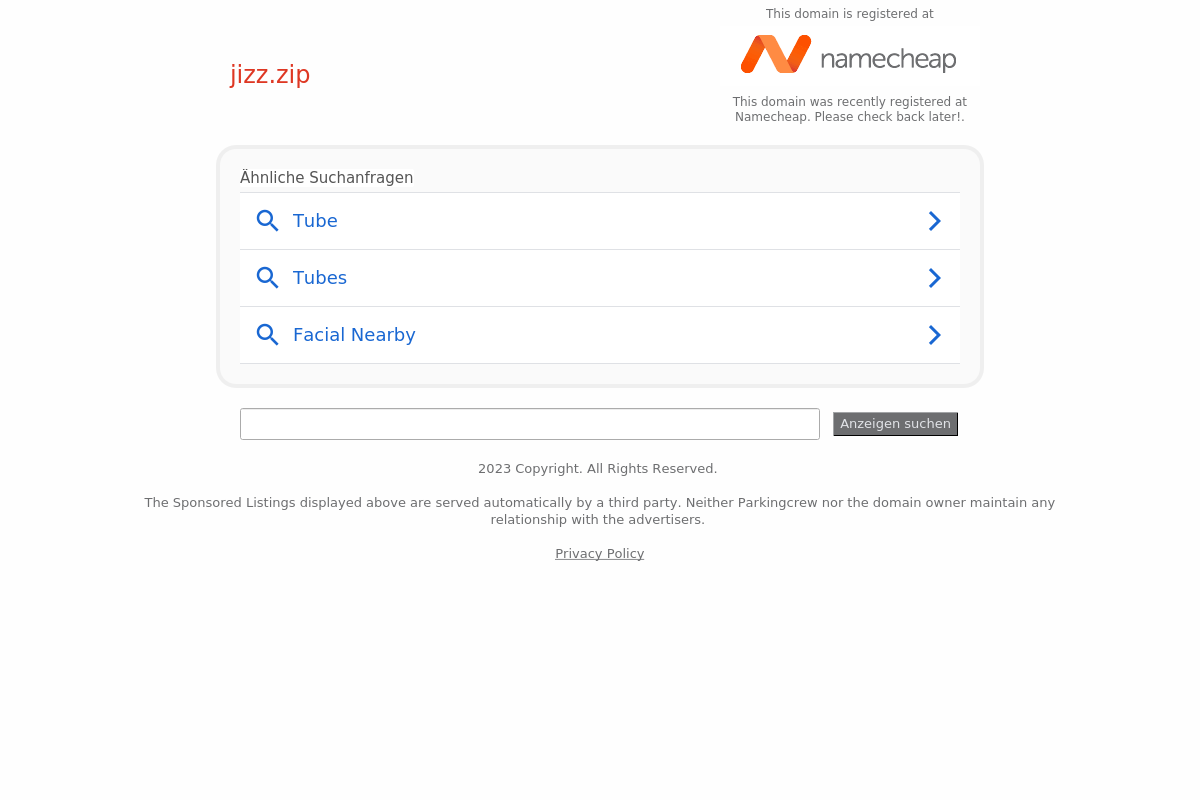 This domain is registered at
namecheap
jizz.zip
This domain was recently registered at
Namecheap. Please check back later!.
Ähnliche Suchanfragen
Tube
Tubes
Facial Nearby
Anzeigen suchen
2023 Copyright. All Rights Reserved.
The Sponsored Listings displayed above are served automatically by a third party. Neither Parkingcrew nor the domain owner maintain any
relationship with the advertisers.
Privacy Policy